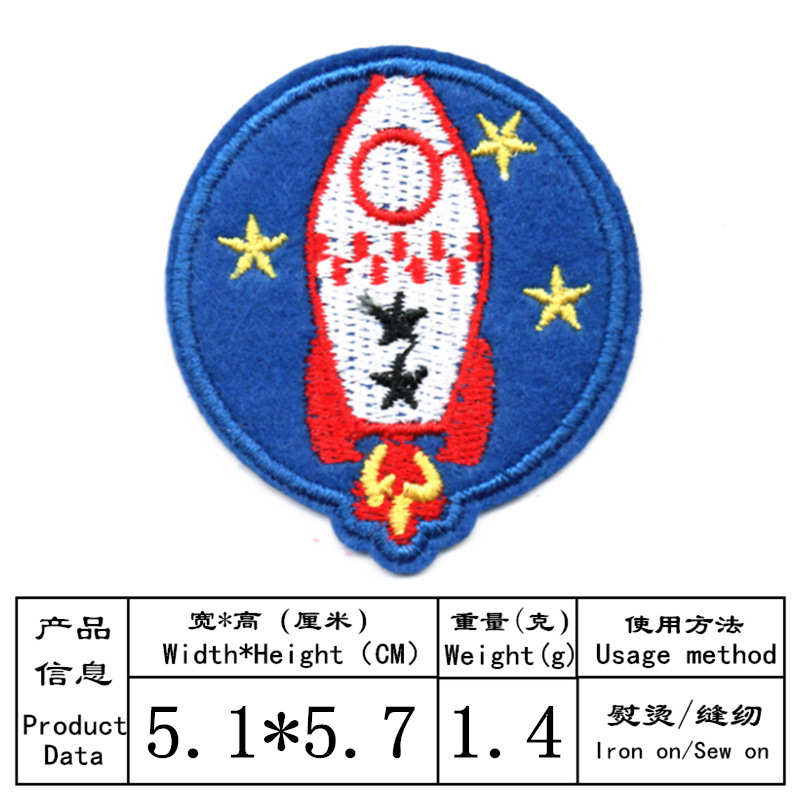 产品
信息
Product
Data
宽*高 (厘米)
Width*Height (CM)
5.1*5.7
重量(克)
Weight(g)
1.4
使用方法
Usage method
熨烫/缝纫
Iron on/Sew on